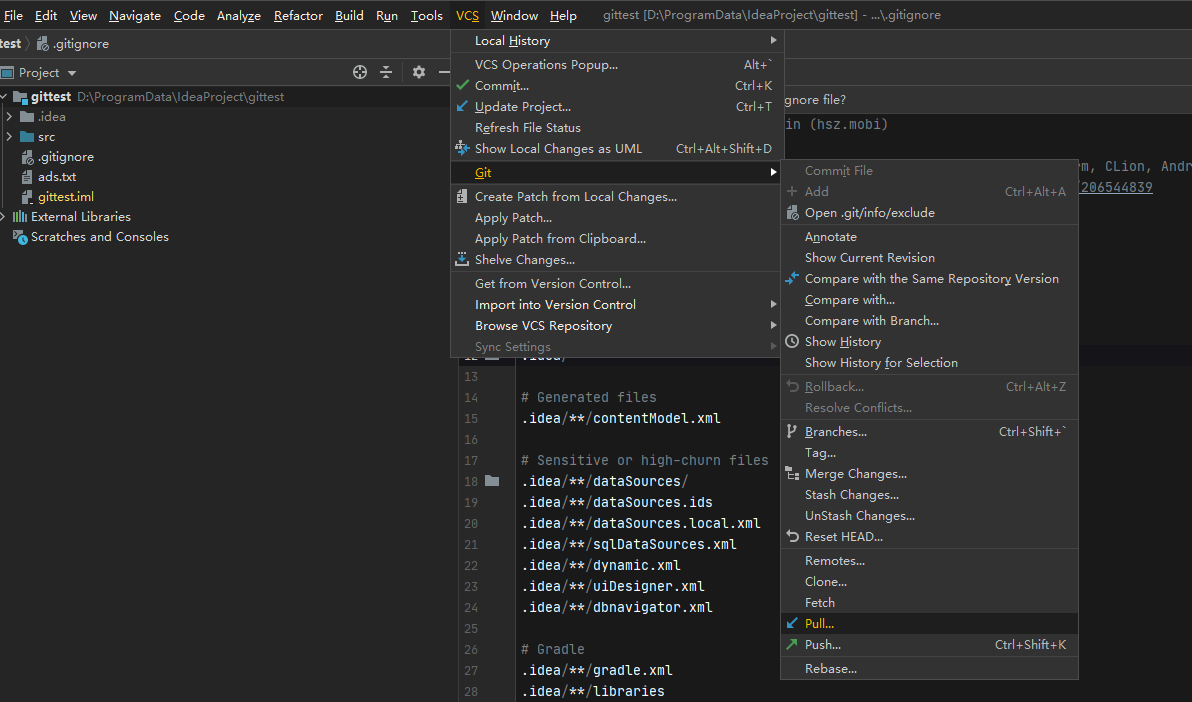 File Edit View Navigate Code Analyze Refactor Build Run Tools VCS Window Help gittest [D:\ProgramData\IdeaProject\gittest] - ...\.gitignore
test .gitignore
Project
gittest D:\ProgramData\IdeaProject\gittest
.idea
src
.gitignore
ads.txt
gittest.iml
External Libraries
Scratches and Consoles
Local History
VCS Operations Popup... Alt+`
Commit... Ctrl+K
Update Project... Ctrl+T
Refresh File Status
Show Local Changes as UML Ctrl+Alt+Shift+D
Git
Create Patch from Local Changes...
Apply Patch...
Apply Patch from Clipboard...
Shelve Changes...
Get from Version Control...
Import into Version Control
Browse VCS Repository
Sync Settings
gnore file?
in (hsz.mobi)
m, CLion, Andr
206544839
Commit File
Add Ctrl+Alt+A
Open .git/info/exclude
Annotate
Show Current Revision
Compare with the Same Repository Version
Compare with...
Compare with Branch...
Show History
Show History for Selection
Rollback... Ctrl+Alt+Z
Resolve Conflicts...
Branches... Ctrl+Shift+`
Tag...
Merge Changes...
Stash Changes...
UnStash Changes...
Reset HEAD...
Remotes...
Clone...
Fetch
Pull...
Push... Ctrl+Shift+K
Rebase...
12 .idea/
13
14 # Generated files
15 .idea/**/contentModel.xml
16
17 # Sensitive or high-churn files
18 .idea/**/dataSources/
19 .idea/**/dataSources.ids
20 .idea/**/dataSources.local.xml
21 .idea/**/sqlDataSources.xml
22 .idea/**/dynamic.xml
23 .idea/**/uiDesigner.xml
24 .idea/**/dbnavigator.xml
25
26 # Gradle
27 .idea/**/gradle.xml
28 .idea/**/libraries